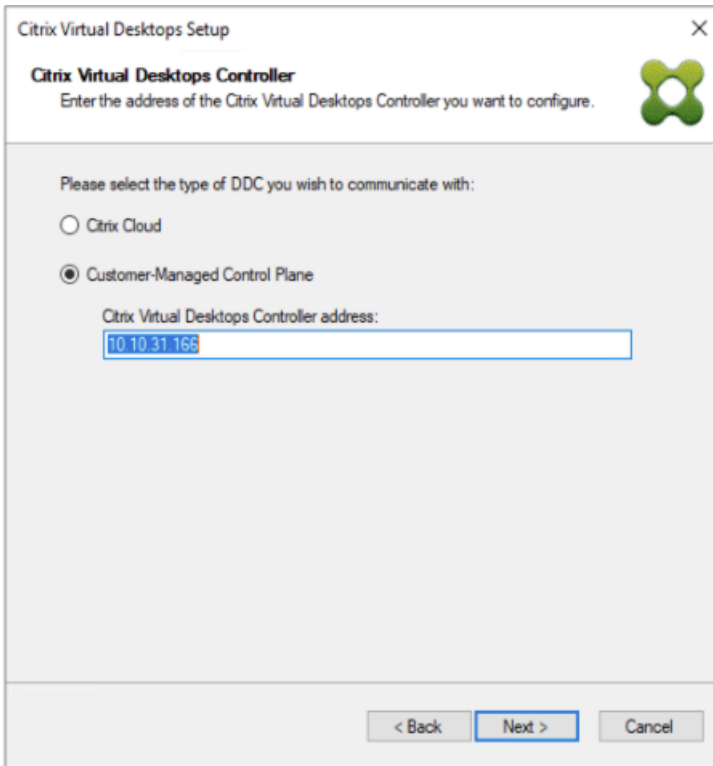 Citrix Virtual Desktops Setup
Citrix Virtual Desktops Controller
Enter the address of the Citrix Virtual Desktops Controller you want to configure.
Please select the type of DDC you wish to communicate with:
Citrix Cloud
Customer-Managed Control Plane
Citrix Virtual Desktops Controller address:
10.10.31.166
< Back Next > Cancel